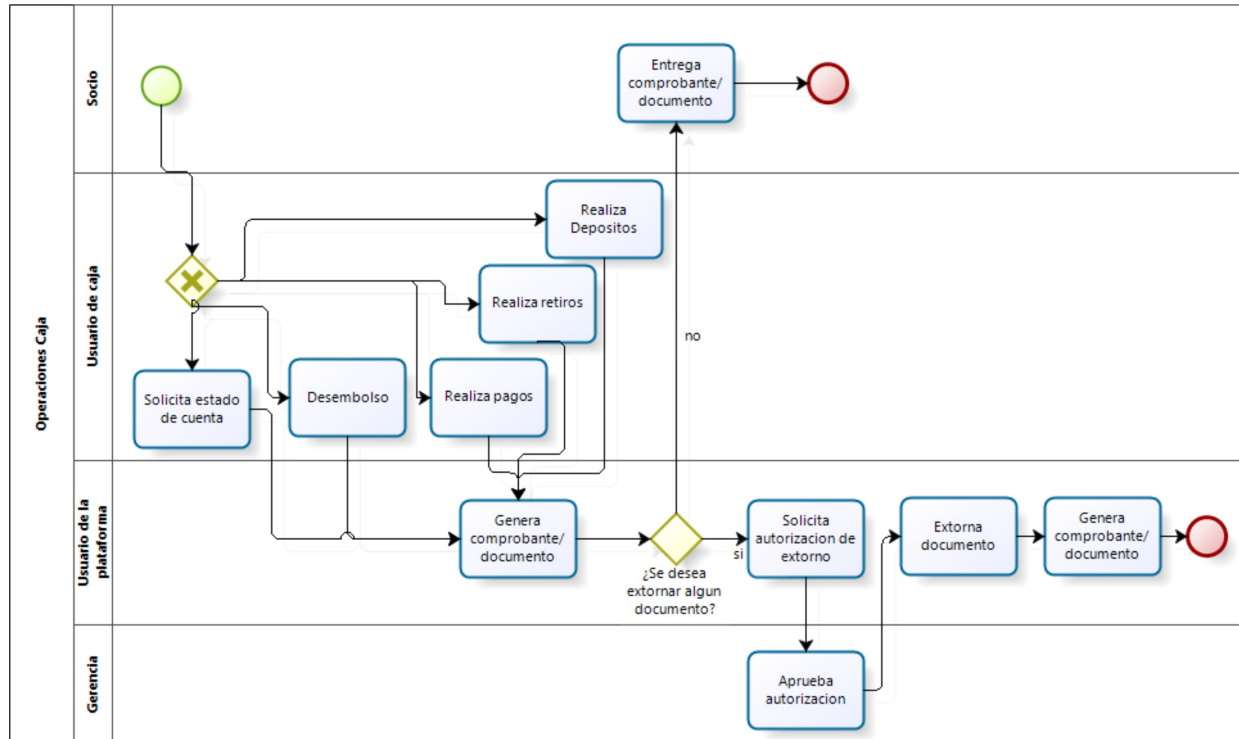 Operaciones Caja
Socio
Entrega
comprobante/
documento
Usuario de caja
Realiza
Depositos
Realiza retiros
Solicita estado
de cuenta
Desembolso
Realiza pagos
no
Usuario de la
plataforma
Genera
comprobante/
documento
¿Se desea
extornar algun
documento?
si
Solicita
autorizacion de
extorno
Extorna
documento
Genera
comprobante/
documento
Gerencia
Aprueba
autorizacion